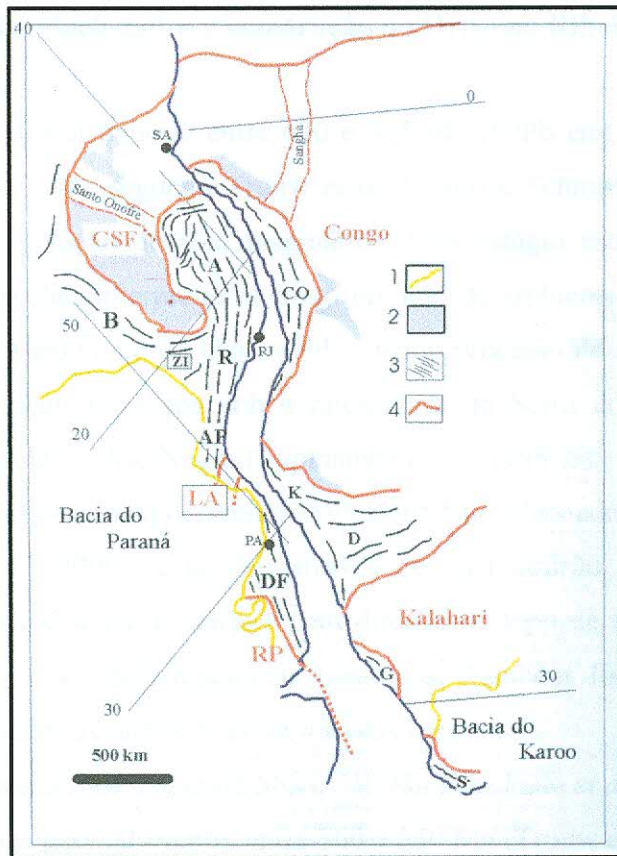 40
0
SA
Sangha
Santo Onofre
CSF
Congo
A
CO
1
2
B
50
R
RJ
3
ZI
4
20
AP
LA
K
Bacia do
Paraná
PA
D
DF
Kalahari
RP
G
30
30
Bacia do
Karoo
500 km
S